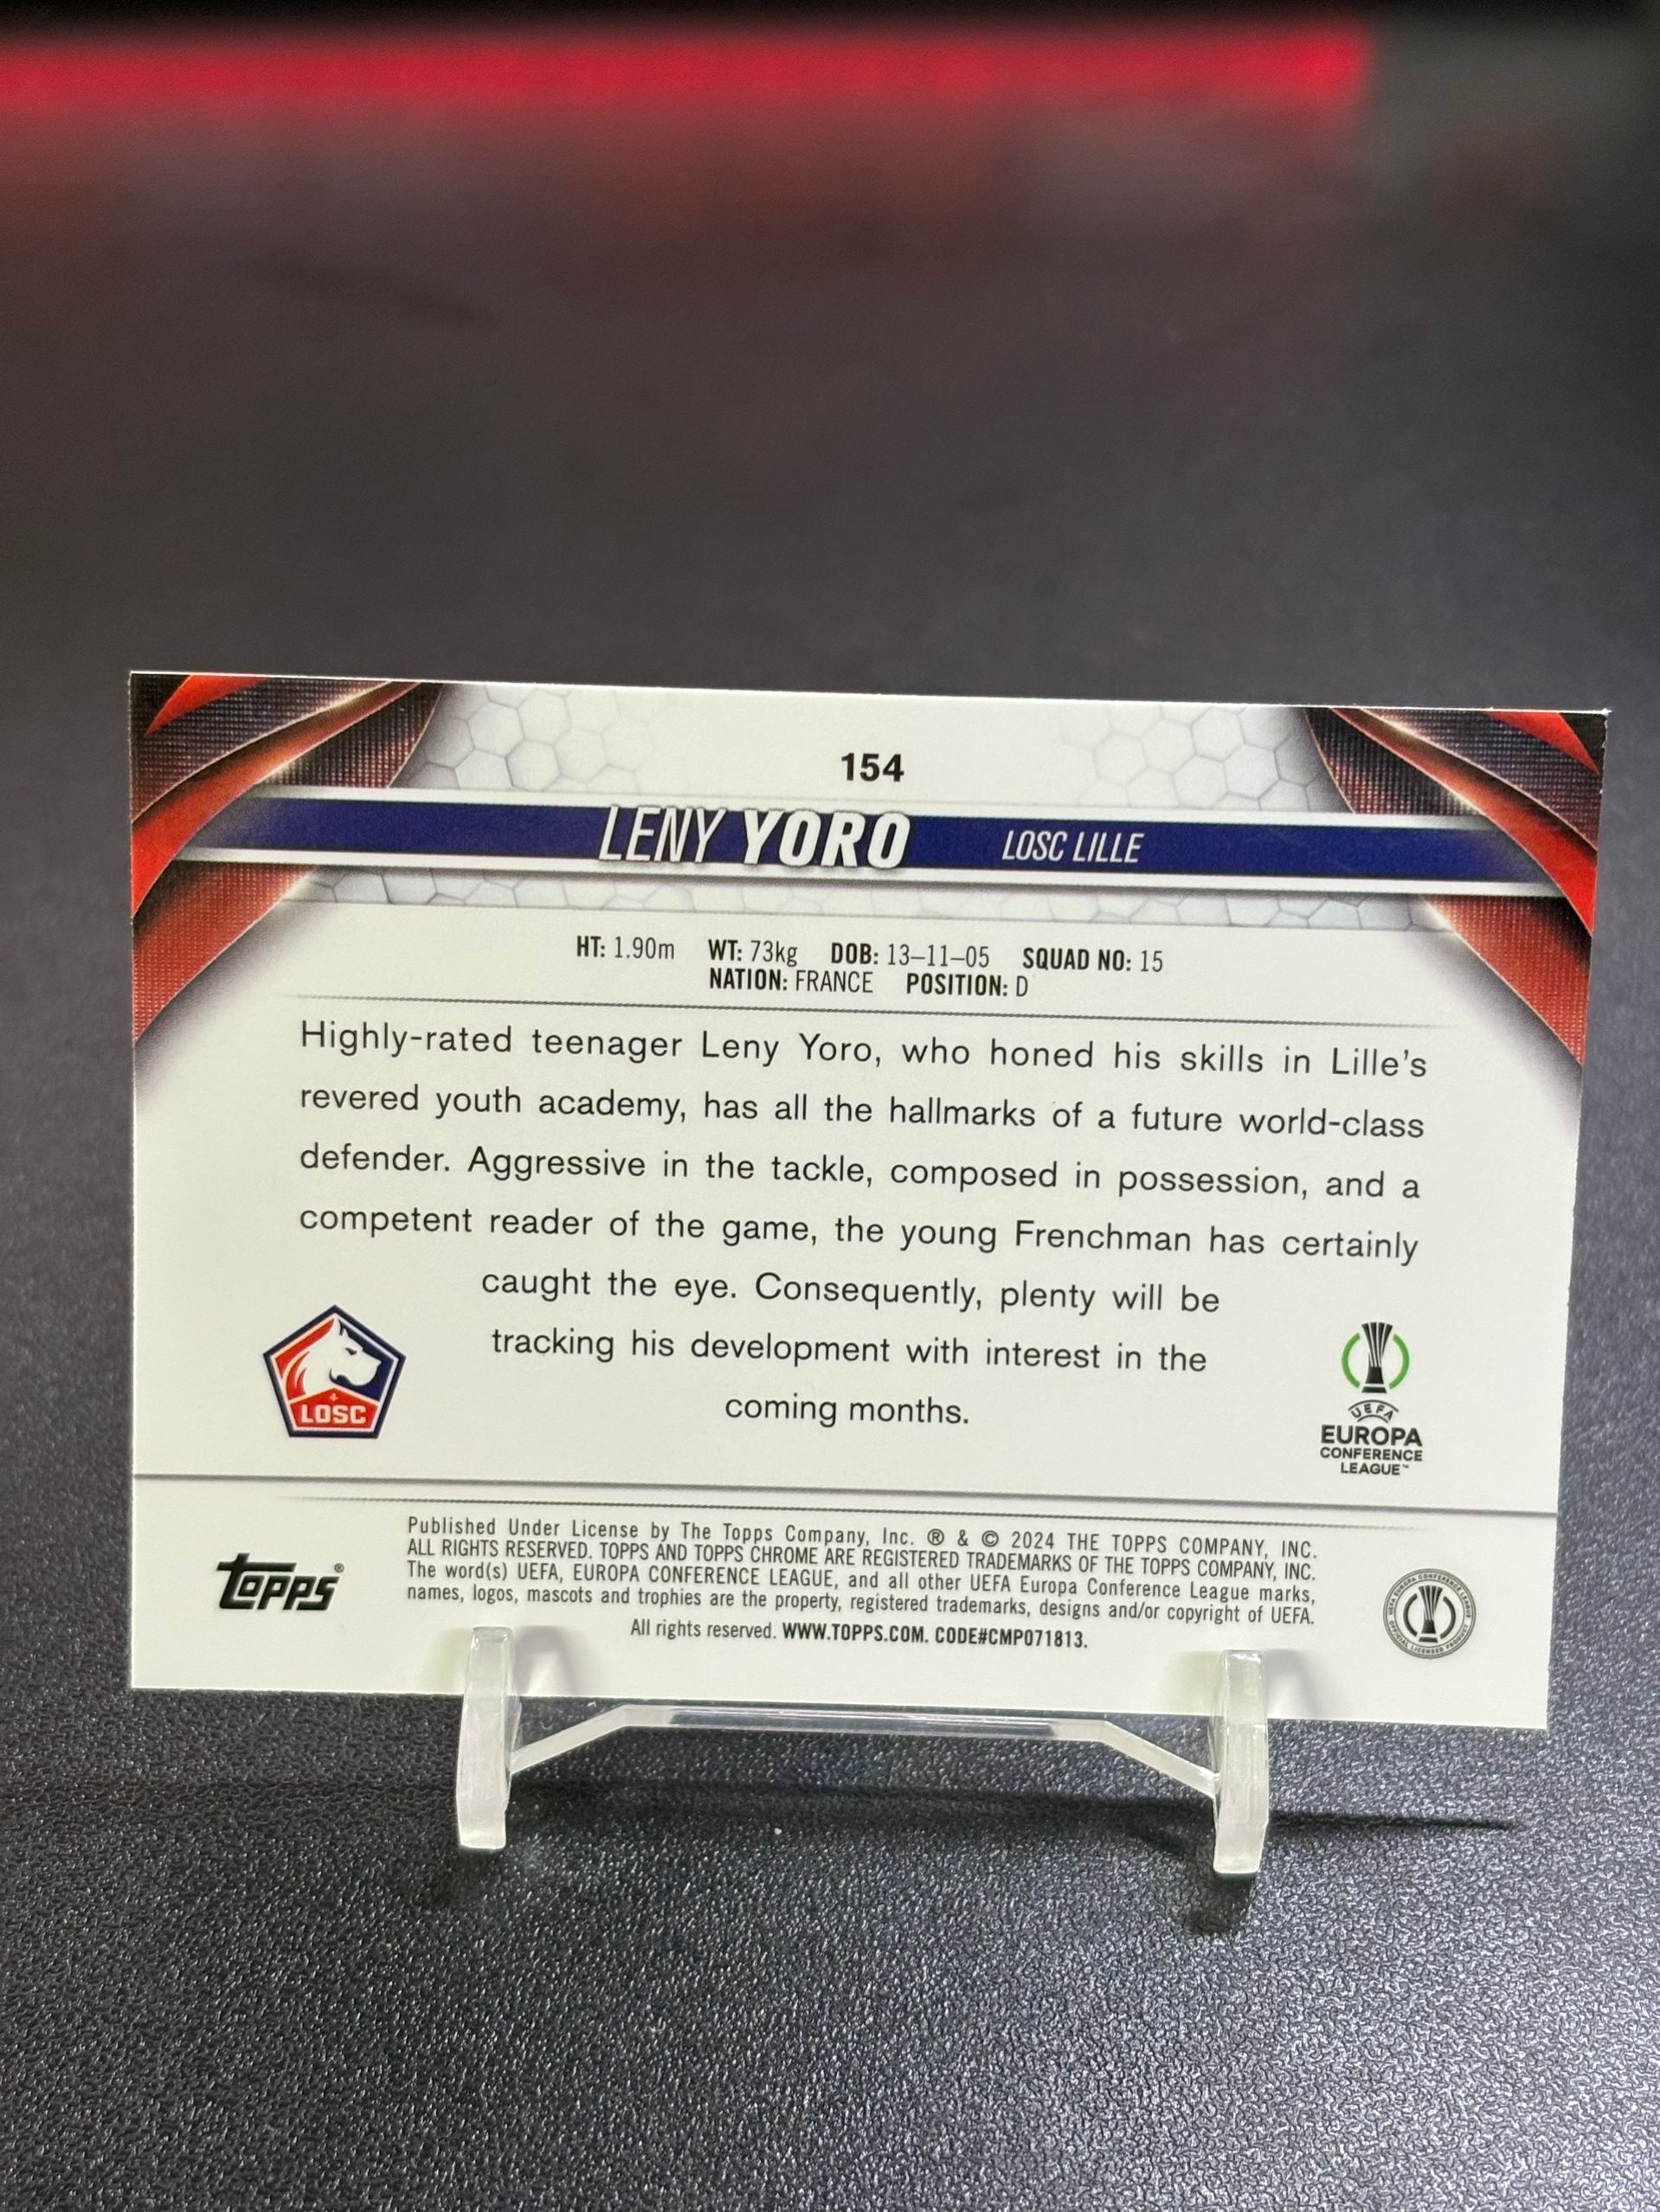 154
LENY YORO LOSC LILLE
HT: 1.90m WT: 73kg DOB: 13–11–05 SQUAD NO: 15
NATION: FRANCE POSITION: D
Highly-rated teenager Leny Yoro, who honed his skills in Lille's
revered youth academy, has all the hallmarks of a future world-class
defender. Aggressive in the tackle, composed in possession, and a
competent reader of the game, the young Frenchman has certainly
caught the eye. Consequently, plenty will be
tracking his development with interest in the
coming months.
LOSC
UEFA
EUROPA
CONFERENCE
LEAGUE™
topps®
Published Under License by The Topps Company, Inc. ® & © 2024 THE TOPPS COMPANY, INC.
ALL RIGHTS RESERVED. TOPPS AND TOPPS CHROME ARE REGISTERED TRADEMARKS OF THE TOPPS COMPANY, INC.
The word(s) UEFA, EUROPA CONFERENCE LEAGUE, and all other UEFA Europa Conference League marks,
names, logos, mascots and trophies are the property, registered trademarks, designs and/or copyright of UEFA.
All rights reserved. WWW.TOPPS.COM. CODE#CMP071813.
UEFA EUROPA CONFERENCE LEAGUE
OFFICIAL LICENSED PRODUCT